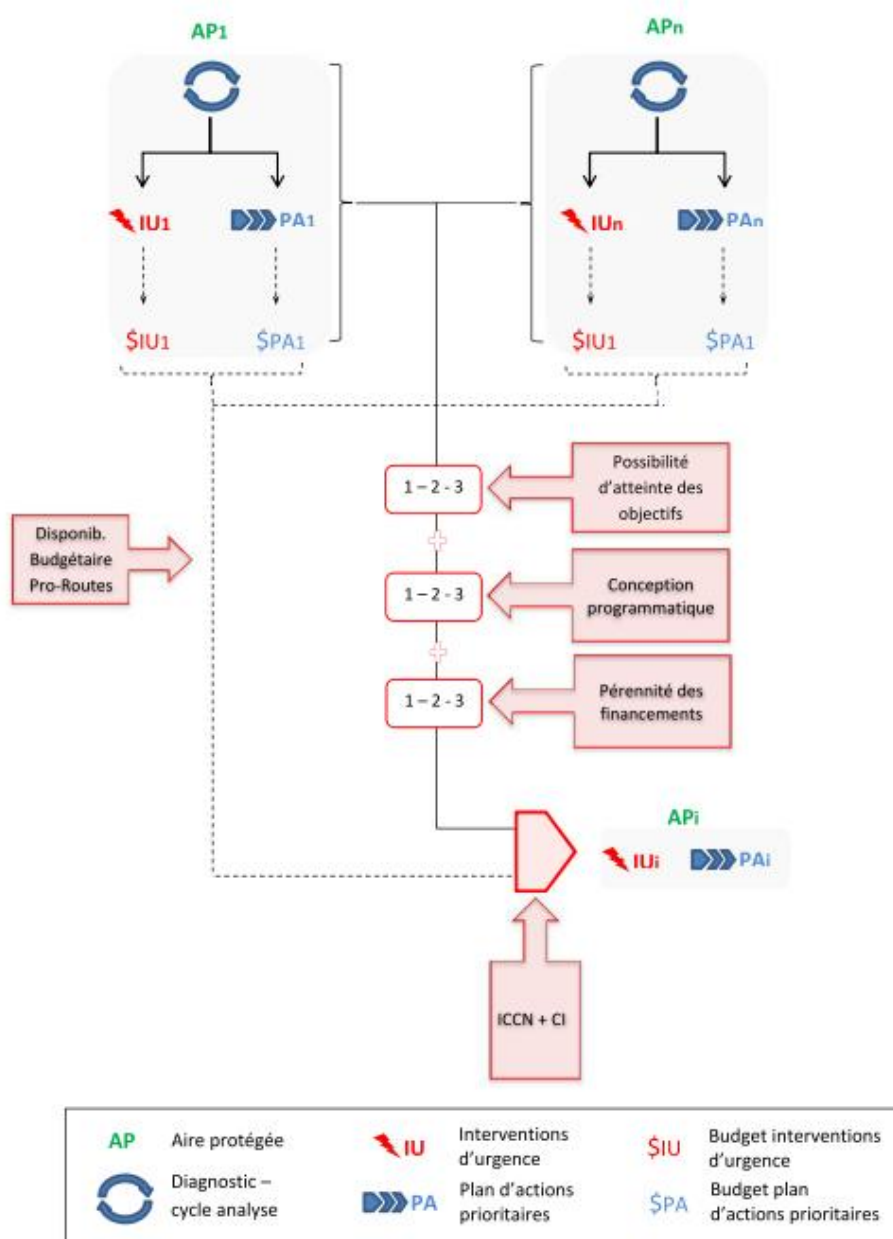 AP1
APn
IU1
PA1
IUn
PAn
$IU1
$PA1
$IU1
$PA1
1 – 2 - 3
Possibilité
d'atteinte des
objectifs
Disponib.
Budgétaire
Pro-Routes
1 – 2 - 3
Conception
programmatique
1 – 2 - 3
Pérennité des
financements
APi
IUi
PAi
ICCN + CI
AP Aire protégée
IU Interventions
d'urgence
$IU Budget interventions
d'urgence
Diagnostic –
cycle analyse
PA Plan d'actions
prioritaires
$PA Budget plan
d'actions prioritaires